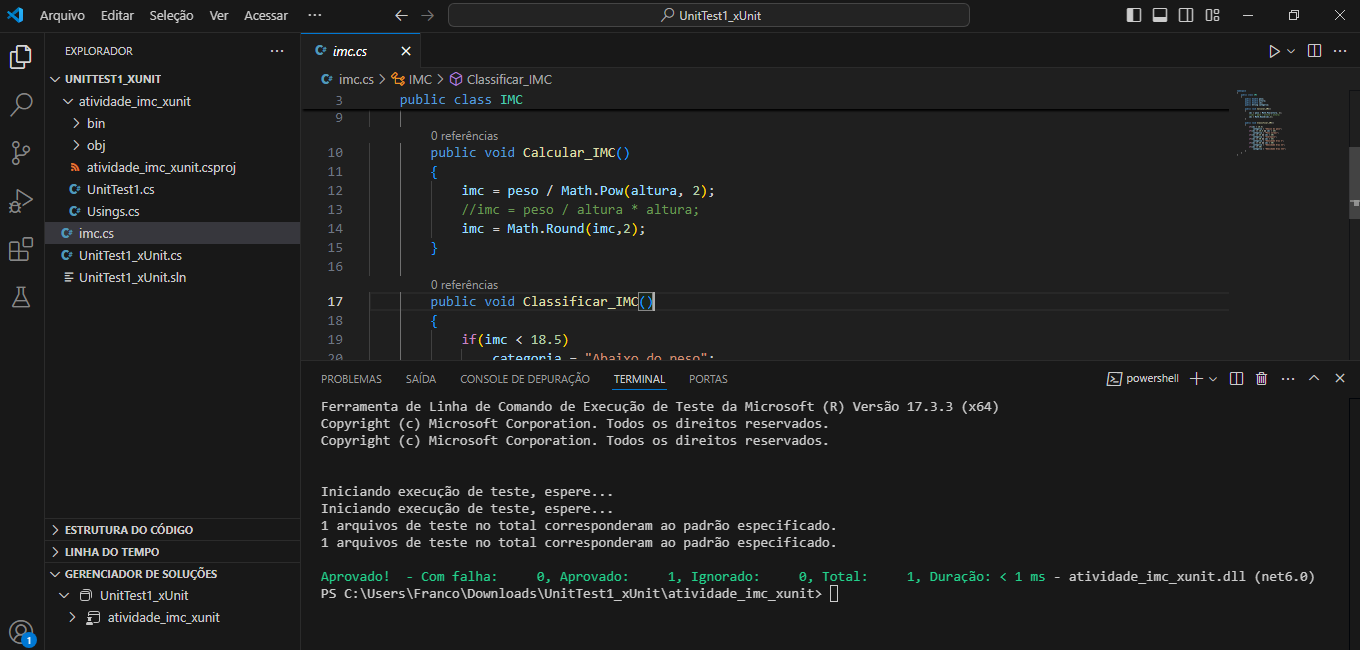 Arquivo Editar Seleção Ver Acessar ··· UnitTest1_xUnit
EXPLORADOR ···
UNITTEST1_XUNIT
atividade_imc_xunit
bin
obj
atividade_imc_xunit.csproj
UnitTest1.cs
Usings.cs
imc.cs
UnitTest1_xUnit.cs
UnitTest1_xUnit.sln
ESTRUTURA DO CÓDIGO
LINHA DO TEMPO
GERENCIADOR DE SOLUÇÕES
UnitTest1_xUnit
atividade_imc_xunit
1
imc.cs
imc.cs > IMC > Classificar_IMC
3 public class IMC
9
0 referências
10 public void Calcular_IMC()
11 {
12 imc = peso / Math.Pow(altura, 2);
13 //imc = peso / altura * altura;
14 imc = Math.Round(imc,2);
15 }
16
0 referências
17 public void Classificar_IMC()
18 {
19 if(imc < 18.5)
20 categoria = "Abaixo do peso";
PROBLEMAS SAÍDA CONSOLE DE DEPURAÇÃO TERMINAL PORTAS powershell
Ferramenta de Linha de Comando de Execução de Teste da Microsoft (R) Versão 17.3.3 (x64)
Copyright (c) Microsoft Corporation. Todos os direitos reservados.
Copyright (c) Microsoft Corporation. Todos os direitos reservados.
Iniciando execução de teste, espere...
Iniciando execução de teste, espere...
1 arquivos de teste no total corresponderam ao padrão especificado.
1 arquivos de teste no total corresponderam ao padrão especificado.
Aprovado! - Com falha: 0, Aprovado: 1, Ignorado: 0, Total: 1, Duração: < 1 ms - atividade_imc_xunit.dll (net6.0)
PS C:\Users\Franco\Downloads\UnitTest1_xUnit\atividade_imc_xunit>